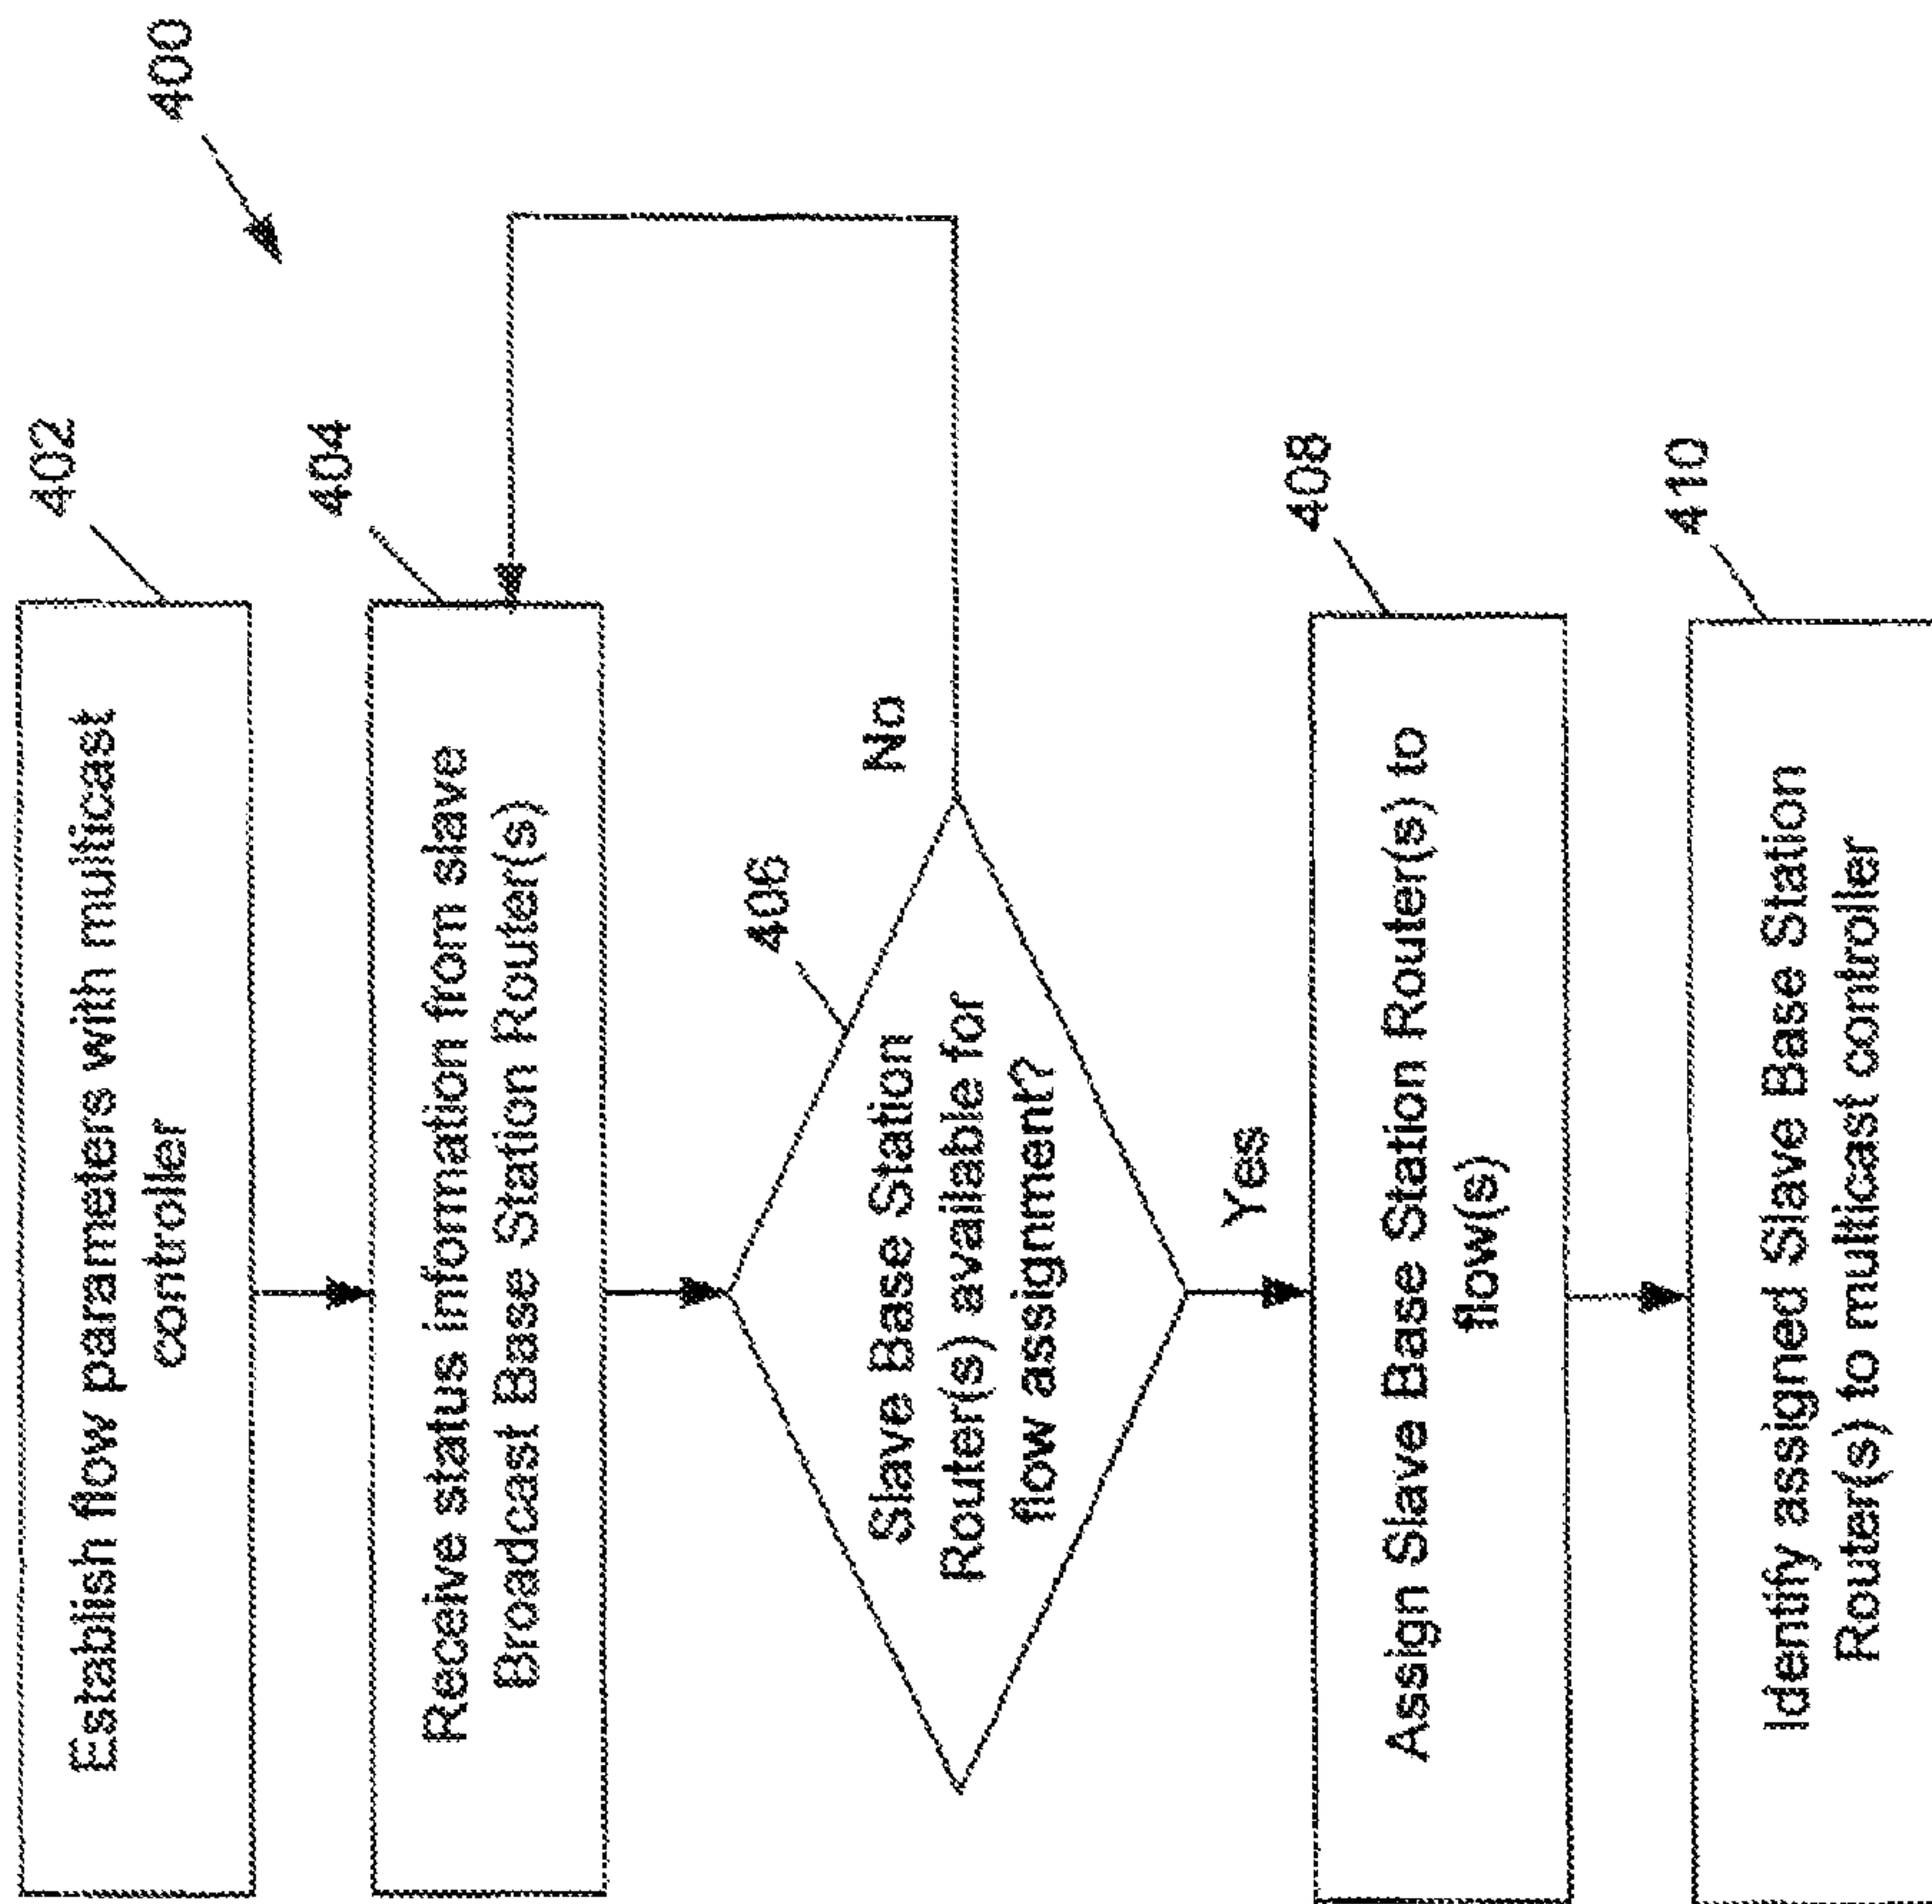 400
402
Establish flow parameters with multicast
controller
404
Receive status information from slave
Broadcast Base Station Router(s)
406
Slave Base Station
Router(s) available for
flow assignment?
No
Yes
408
Assign Slave Base Station Router(s) to
flow(s)
410
Identify assigned Slave Base Station
Router(s) to multicast controller